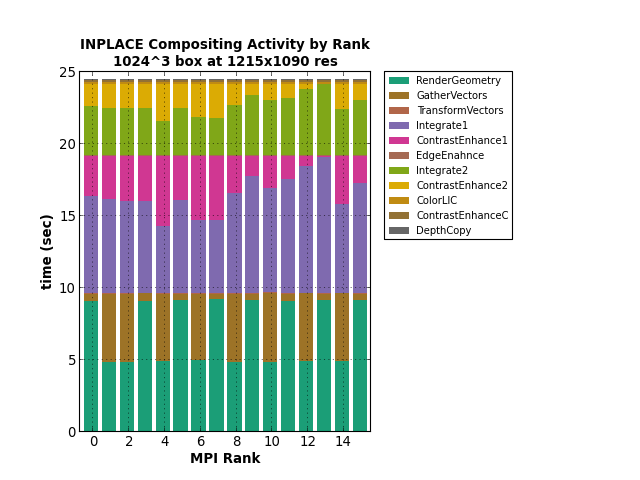 INPLACE Compositing Activity by Rank
1024^3 box at 1215x1090 res
time (sec)
25
20
15
10
5
0
0 2 4 6 8 10 12 14
MPI Rank
RenderGeometry
GatherVectors
TransformVectors
Integrate1
ContrastEnhance1
EdgeEnahnce
Integrate2
ContrastEnhance2
ColorLIC
ContrastEnhanceC
DepthCopy